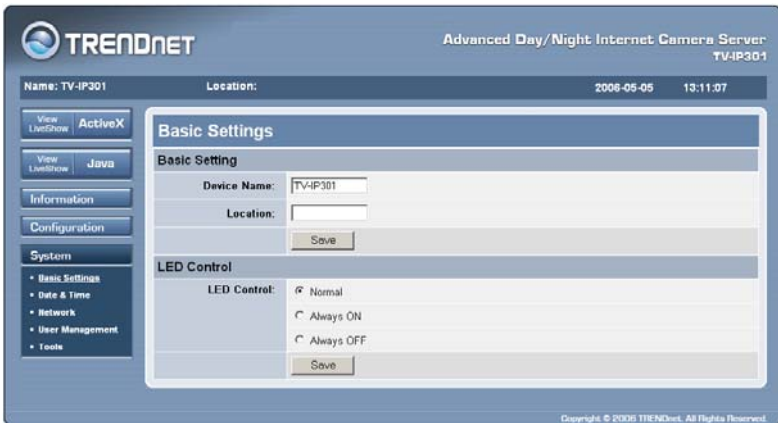 TRENDNET
Advanced Day/Night Internet Camera Server
TV-IP301
Name: TV-IP301 Location: 2006-05-05 13:11:07
View LiveShow ActiveX
View LiveShow Java
Information
Configuration
System
• Basic Settings
• Date & Time
• Network
• User Management
• Tools
Basic Settings
Basic Setting
Device Name: TV-IP301
Location:
Save
LED Control
LED Control: Normal
Always ON
Always OFF
Save
Copyright © 2006 TRENDnet. All Rights Reserved.